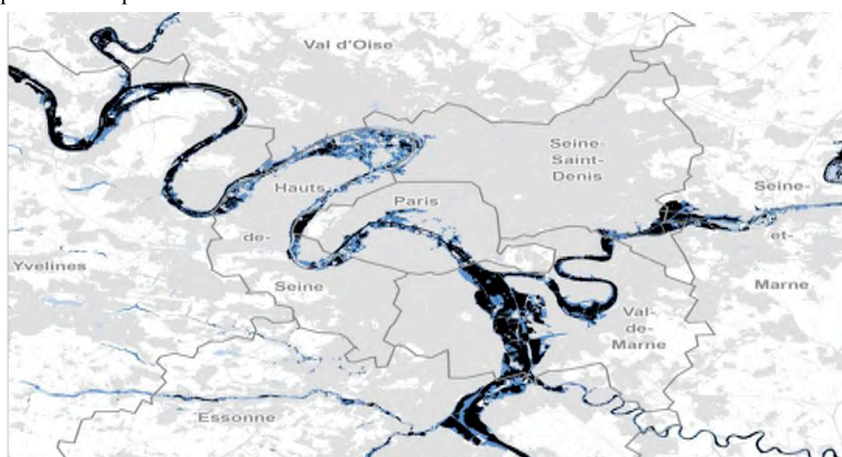 Val d'Oise
Seine-
Saint-
Denis
Hauts
Seine-
Paris
de-
et-
Yvelines
Seine
Marne
Val-
de-
Marne
Essonne